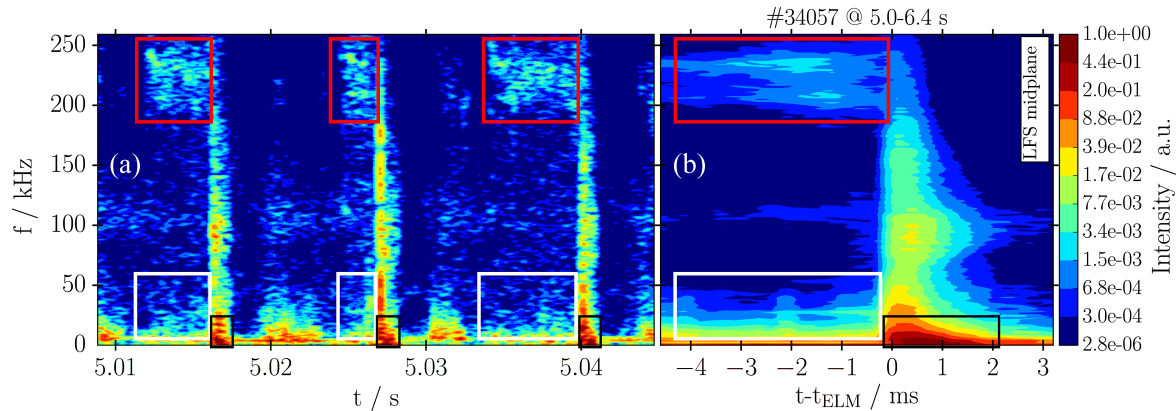 #34057 @ 5.0-6.4 s
250
200
150
100
50
0
f / kHz
(a)
5.01
5.02
5.03
5.04
t / s
(b)
LFS midplane
−4
−3
−2
−1
0
1
2
3
t-tELM / ms
1.0e+00
4.4e-01
2.0e-01
8.8e-02
3.9e-02
1.7e-02
7.7e-03
3.4e-03
1.5e-03
6.8e-04
3.0e-04
2.8e-06
Intensity / a.u.